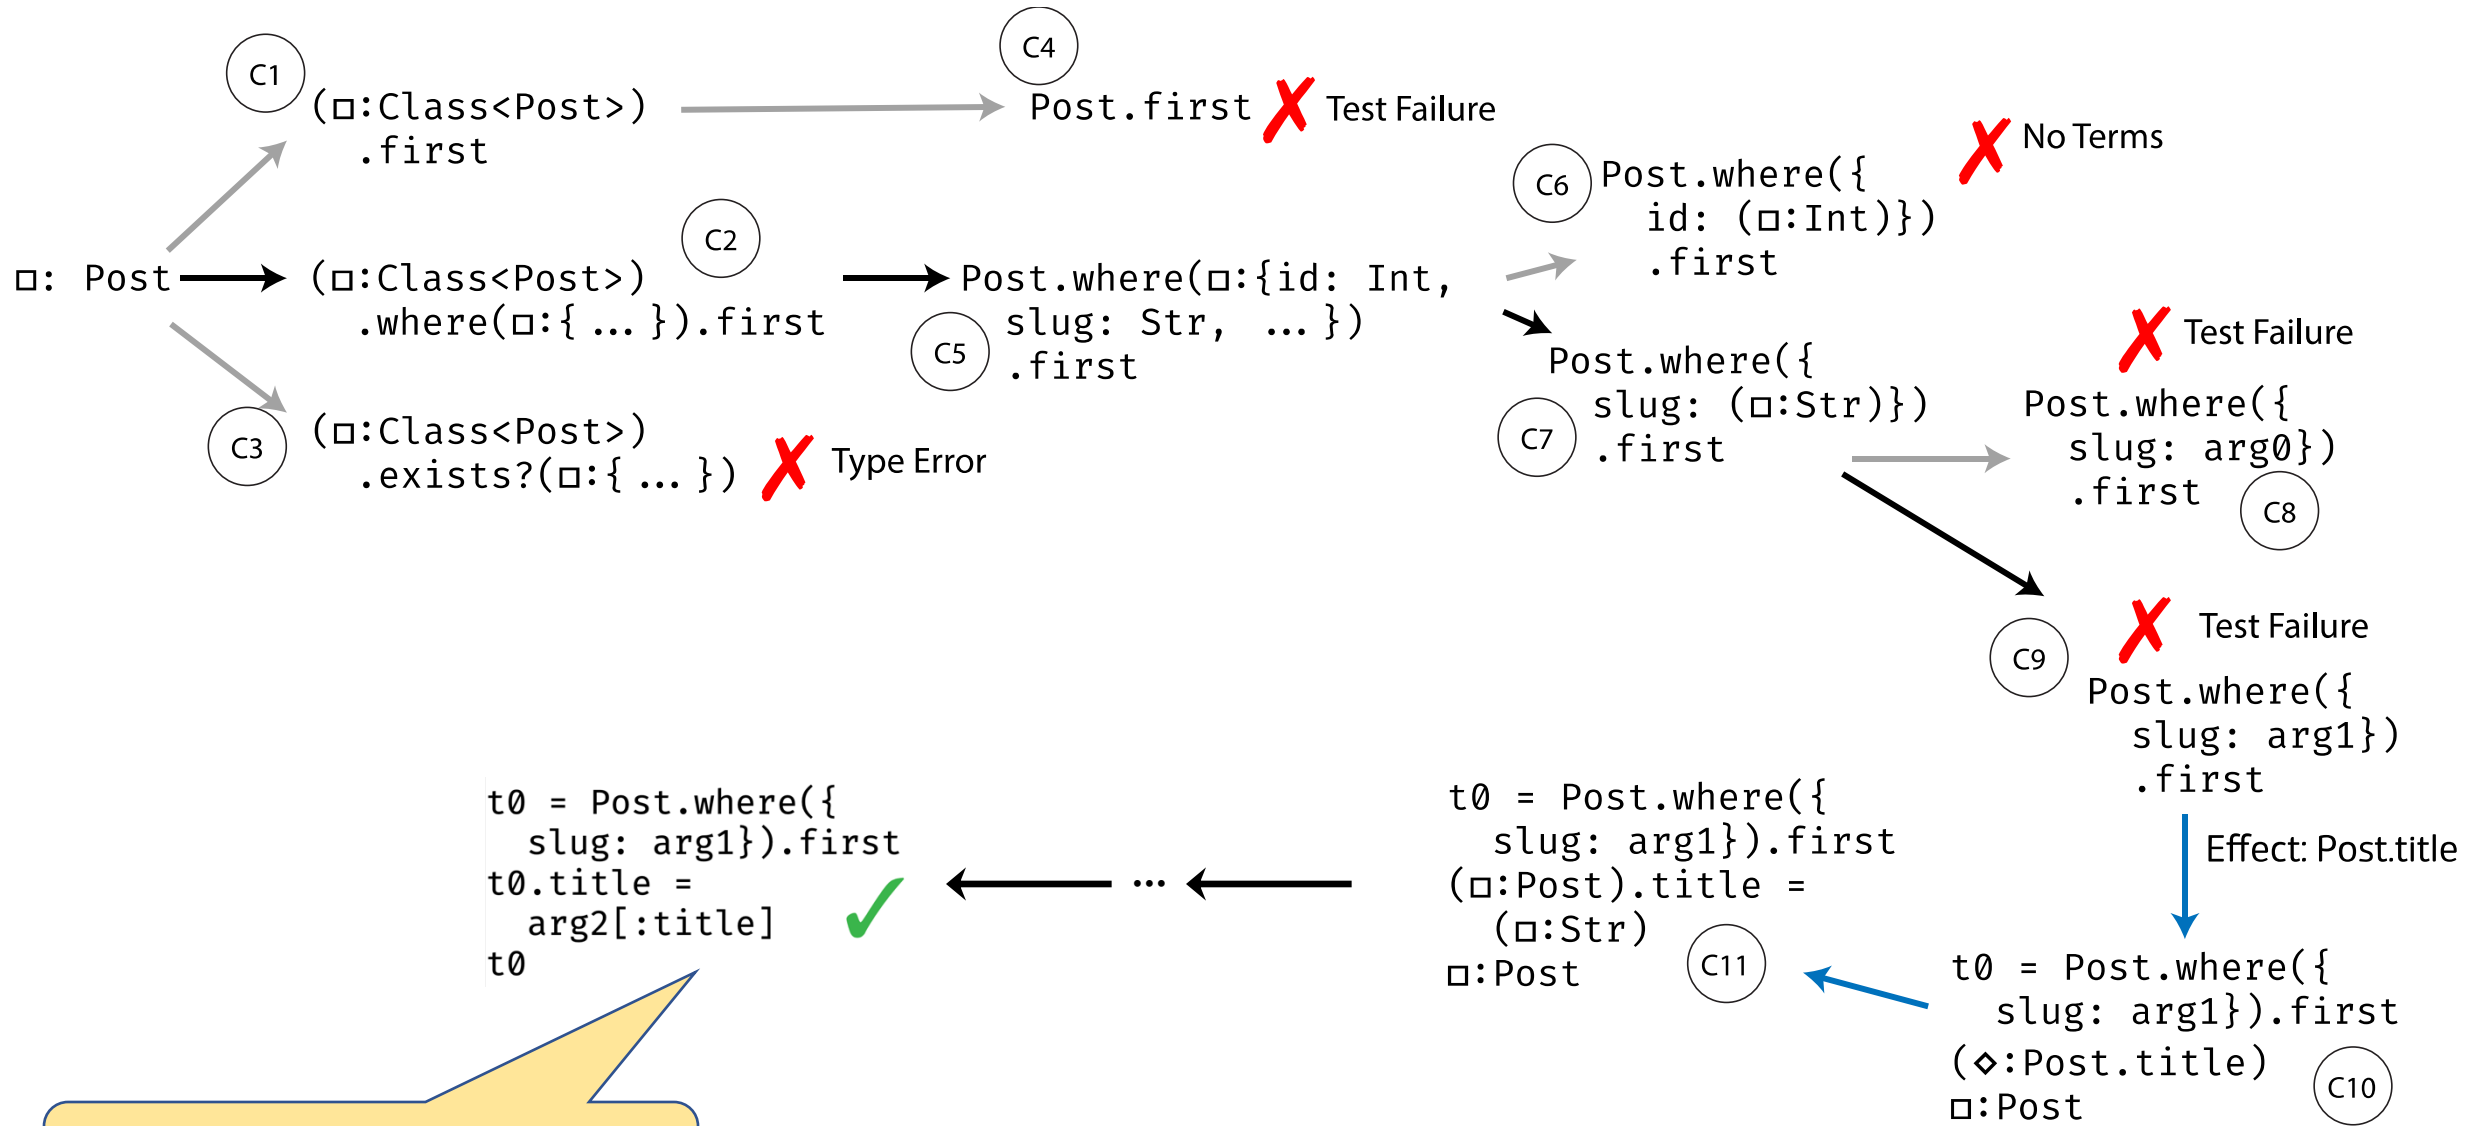 C1
(□:Class<Post>)
.first
C4
Post.first
Test Failure
□: Post
C2
(□:Class<Post>)
.where(□:{ … }).first
C3
(□:Class<Post>)
.exists?(□:{ … })
Type Error
Post.where(□:{id: Int,
slug: Str, … })
.first
C5
C6
Post.where({
id: (□:Int)})
.first
No Terms
Post.where({
slug: (□:Str)})
.first
C7
Test Failure
Post.where({
slug: arg0})
.first
C8
C9
Test Failure
Post.where({
slug: arg1})
.first
Effect: Post.title
t0 = Post.where({
slug: arg1}).first
(◇:Post.title)
□:Post
C10
t0 = Post.where({
slug: arg1}).first
(□:Post).title =
(□:Str)
□:Post
C11
…
t0 = Post.where({
slug: arg1}).first
t0.title =
arg2[:title]
t0